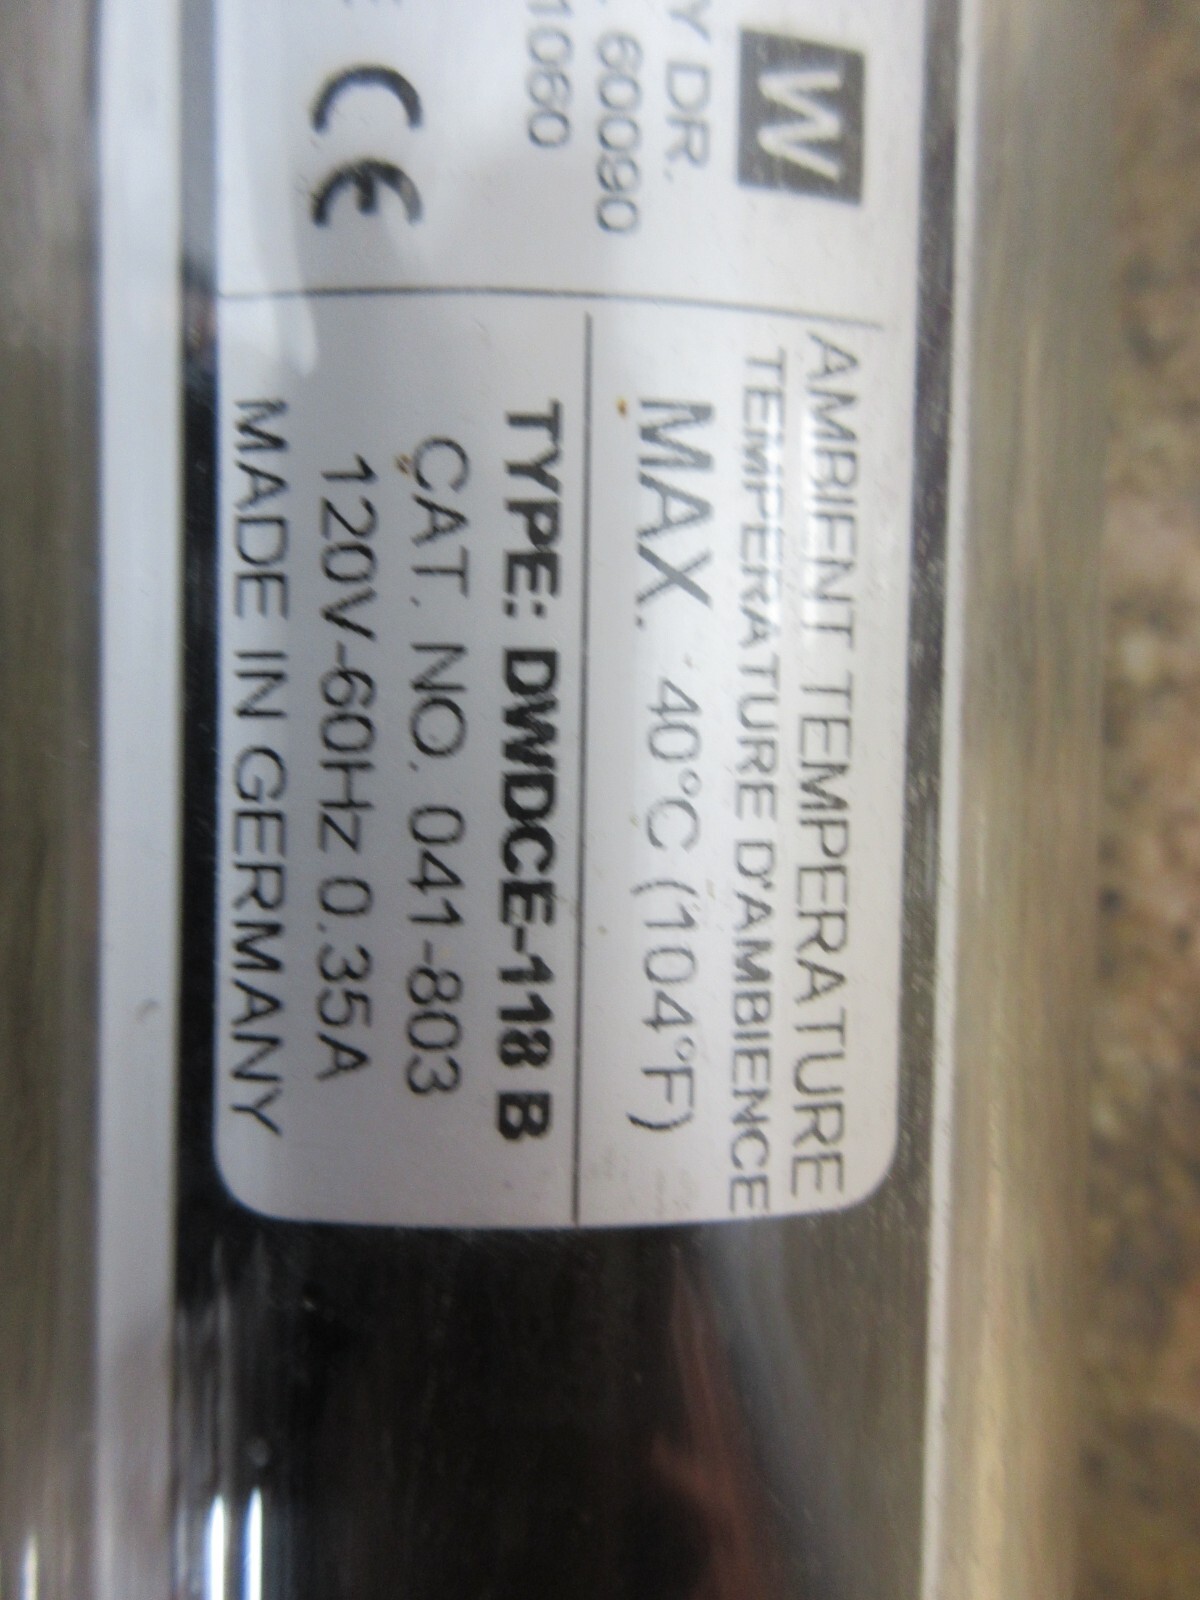 W
Y DR.
60090
1060
CE
AMBIENT TEMPERATURE
TEMPERATURE D'AMBIENCE
MAX. 40°C (104°F)
TYPE: DWDCE-118 B
CAT. NO. 041-803
120V-60Hz 0.35A
MADE IN GERMANY